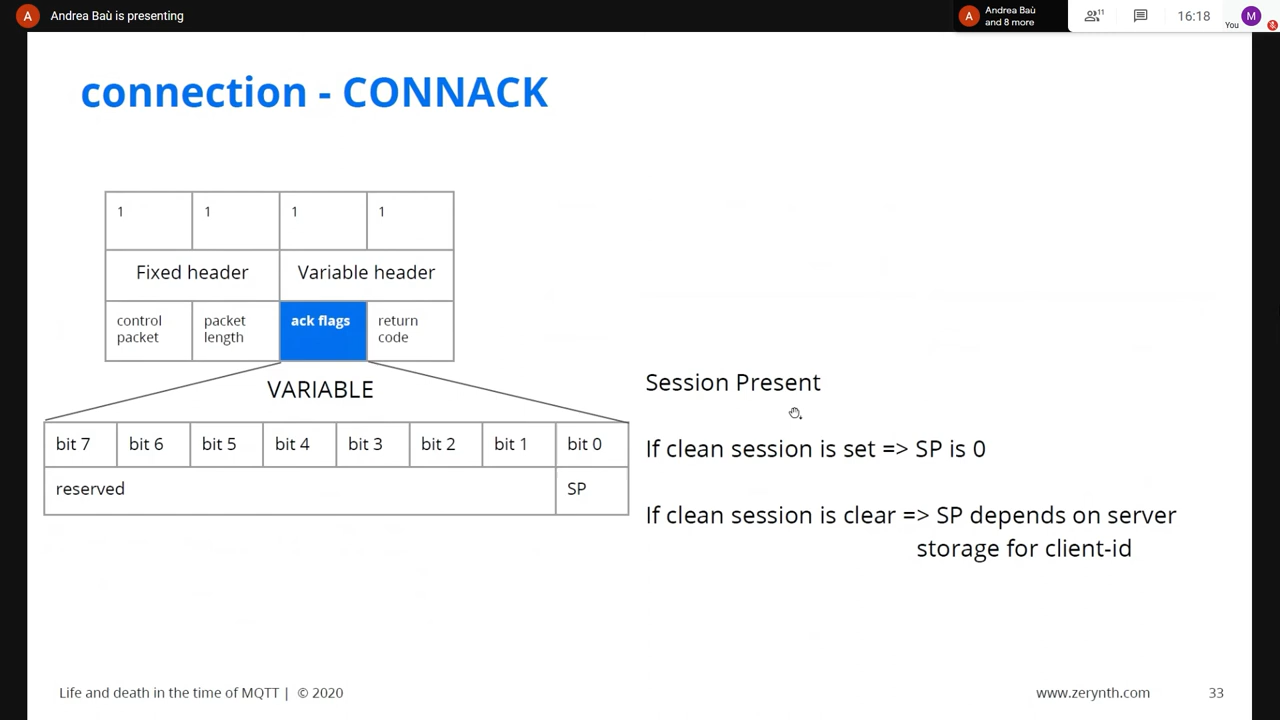 A Andrea Baù is presenting
A Andrea Baù and 8 more
11
16:18
You M
connection - CONNACK
1 1 1 1
Fixed header Variable header
control packet packet length ack flags return code
VARIABLE
bit 7 bit 6 bit 5 bit 4 bit 3 bit 2 bit 1 bit 0
reserved SP
Session Present
If clean session is set => SP is 0
If clean session is clear => SP depends on server
storage for client-id
Life and death in the time of MQTT | © 2020
www.zerynth.com
33